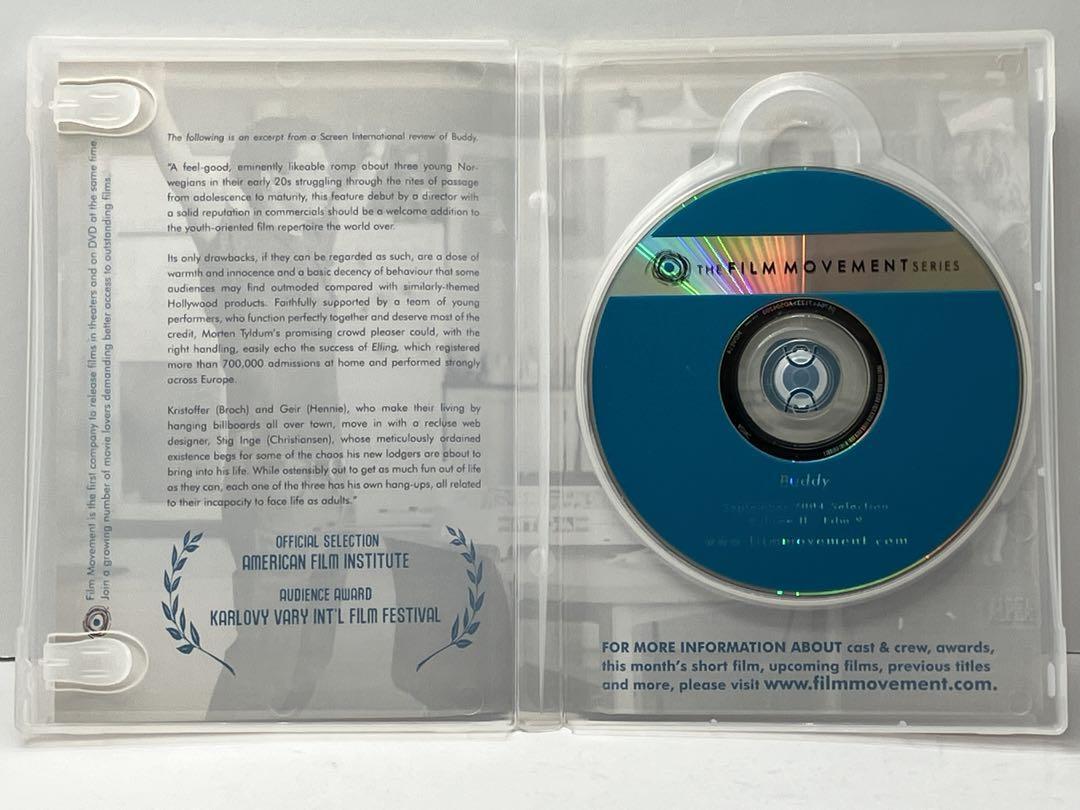 Film Movement is the first company to release films in theaters and on DVD at the same time.
Join a growing number of movie lovers demanding better access to outstanding films.
The following is an excerpt from a Screen International review of Buddy.
"A feel-good, eminently likeable romp about three young Nor-
wegians in their early 20s struggling through the rites of passage
from adolescence to maturity, this feature debut by a director with
a solid reputation in commercials should be a welcome addition to
the youth-oriented film repertoire the world over.
Its only drawbacks, if they can be regarded as such, are a dose of
warmth and innocence and a basic decency of behaviour that some
audiences may find outmoded compared with similarly-themed
Hollywood products. Faithfully supported by a team of young
performers, who function perfectly together and deserve most of the
credit, Morten Tyldum's promising crowd pleaser could, with the
right handling, easily echo the success of Elling, which registered
more than 700,000 admissions at home and performed strongly
across Europe.
Kristoffer (Broch) and Geir (Hennie), who make their living by
hanging billboards all over town, move in with a recluse web
designer, Stig Inge (Christiansen), whose meticulously ordained
existence begs for some of the chaos his new lodgers are about to
bring into his life. While ostensibly out to get as much fun out of life
as they can, each one of the three has his own hang-ups, all related
to their incapacity to face life as adults."
OFFICIAL SELECTION
AMERICAN FILM INSTITUTE
AUDIENCE AWARD
KARLOVY VARY INT'L FILM FESTIVAL
THE FILM MOVEMENT SERIES
Buddy
September 2004 Selection
Volume II - Film 9
www.filmmovement.com
FOR MORE INFORMATION ABOUT cast & crew, awards,
this month's short film, upcoming films, previous titles
and more, please visit www.filmmovement.com.